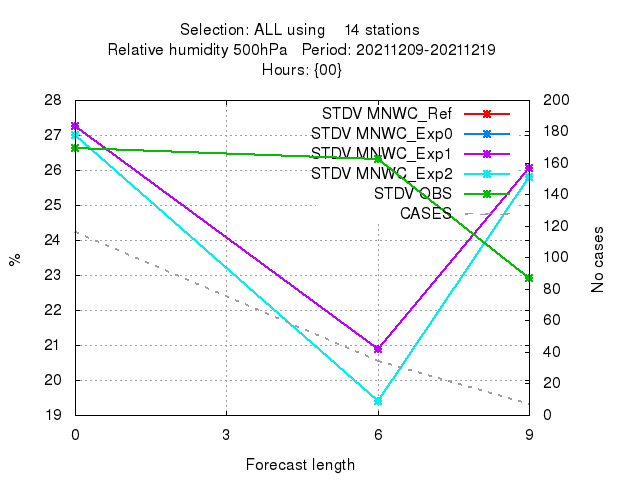 Selection: ALL using    14 stations
Relative humidity 500hPa   Period: 20211209-20211219
Hours: {00}
28
27
26
25
24
23
22
21
20
19
%
STDV MNWC_Ref
STDV MNWC_Exp0
STDV MNWC_Exp1
STDV MNWC_Exp2
STDV OBS
CASES
200
180
160
140
120
100
80
60
40
20
0
No cases
0 3 6 9
Forecast length